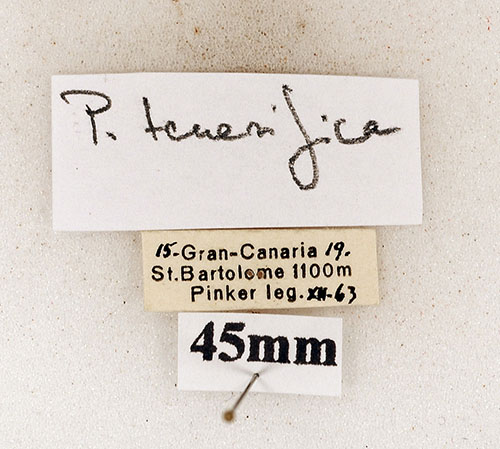 P. tenerifica
15-Gran-Canaria 19.
St.Bartolome 1100m
Pinker leg. XII-63
45mm